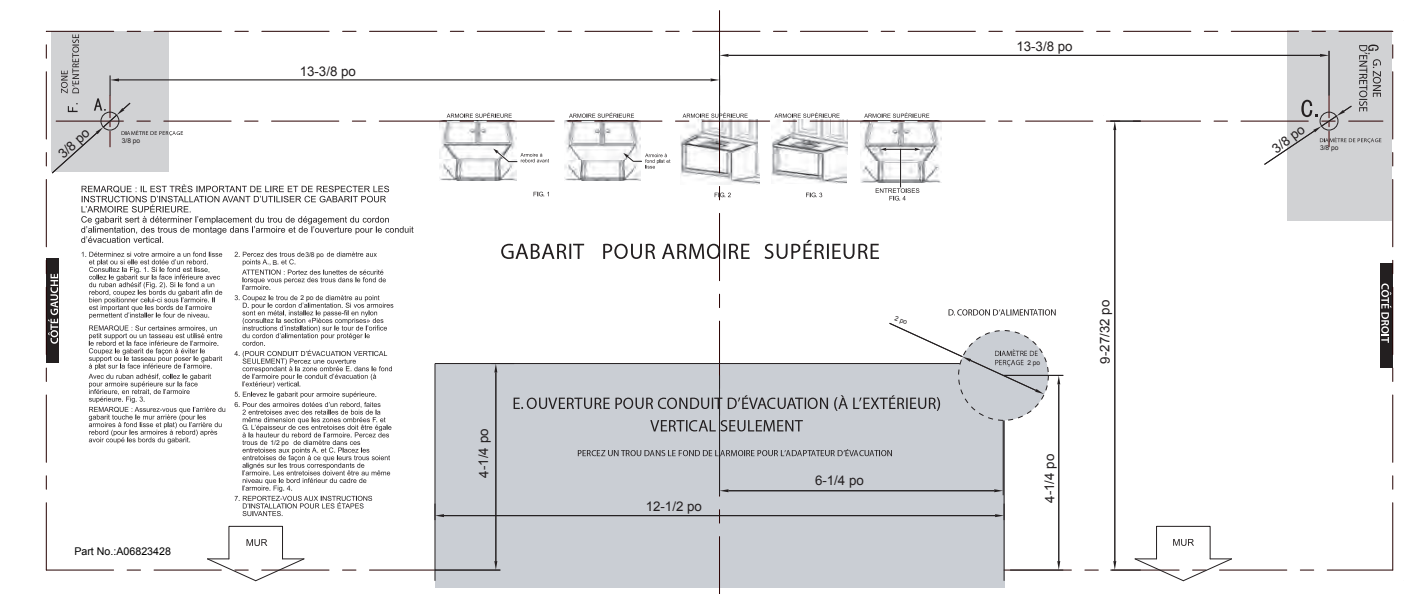 13-3/8 po
13-3/8 po
F. ZONE
D'ENTRETOISE
A.
3/8 po
DIAMÈTRE DE PERÇAGE
3/8 po
G. G. ZONE
D'ENTRETOISE
C.
3/8 po
DIAMÈTRE DE PERÇAGE
3/8 po
ARMOIRE SUPÉRIEURE
ARMOIRE SUPÉRIEURE
ARMOIRE SUPÉRIEURE
ARMOIRE SUPÉRIEURE
ARMOIRE SUPÉRIEURE
Armoire à
rebord avant
Armoire à
fond plat et
lisse
ENTRETOISES
FIG. 1
FIG. 2
FIG. 3
FIG. 4
REMARQUE : IL EST TRÈS IMPORTANT DE LIRE ET DE RESPECTER LES
INSTRUCTIONS D'INSTALLATION AVANT D'UTILISER CE GABARIT POUR
L'ARMOIRE SUPÉRIEURE.
Ce gabarit sert à déterminer l'emplacement du trou de dégagement du cordon
d'alimentation, des trous de montage dans l'armoire et de l'ouverture pour le conduit
d'évacuation vertical.
1. Déterminez si votre armoire a un fond lisse
et plat ou si elle est dotée d'un rebord.
Consultez la Fig. 1. Si le fond est lisse,
collez le gabarit sur la face inférieure avec
du ruban adhésif (Fig. 2). Si le fond a un
rebord, coupez les bords du gabarit afin de
bien positionner celui-ci sous l'armoire. Il
est important que les bords de l'armoire
permettent d'installer le four de niveau.
REMARQUE : Sur certaines armoires, un
petit support ou un tasseau est utilisé entre
le rebord et la face inférieure de l'armoire.
Coupez le gabarit de façon à éviter le
support ou le tasseau pour poser le gabarit
à plat sur la face inférieure de l'armoire.
Avec du ruban adhésif, collez le gabarit
pour armoire supérieure sur la face
inférieure, en retrait, de l'armoire
supérieure. Fig. 3.
REMARQUE : Assurez-vous que l'arrière du
gabarit touche le mur arrière (pour les
armoires à fond lisse et plat) ou l'arrière du
rebord (pour les armoires à rebord) après
avoir coupé les bords du gabarit.
2. Percez des trous de3/8 po de diamètre aux
points A., B. et C.
ATTENTION : Portez des lunettes de sécurité
lorsque vous percez des trous dans le fond de
l'armoire.
3. Coupez le trou de 2 po de diamètre au point
D. pour le cordon d'alimentation. Si vos armoires
sont en métal, installez le passe-fil en nylon
(consultez la section «Pièces comprises» des
instructions d'installation) sur le tour de l'orifice
du cordon d'alimentation pour protéger le
cordon.
4. (POUR CONDUIT D'ÉVACUATION VERTICAL
SEULEMENT) Percez une ouverture
correspondant à la zone ombrée E. dans le fond
de l'armoire pour le conduit d'évacuation (à
l'extérieur) vertical.
5. Enlevez le gabarit pour armoire supérieure.
6. Pour des armoires dotées d'un rebord, faites
2 entretoises avec des retailles de bois de la
même dimension que les zones ombrées F. et
G. L'épaisseur de ces entretoises doit être égale
à la hauteur du rebord de l'armoire. Percez des
trous de 1/2 po de diamètre dans ces
entretoises aux points A. et C. Placez les
entretoises de façon à ce que leurs trous soient
alignés sur les trous correspondants de
l'armoire. Les entretoises doivent être au même
niveau que le bord inférieur du cadre de
l'armoire. Fig. 4.
7. REPORTEZ-VOUS AUX INSTRUCTIONS
D'INSTALLATION POUR LES ÉTAPES
SUIVANTES.
CÔTÉ GAUCHE
GABARIT POUR ARMOIRE SUPÉRIEURE
CÔTÉ DROIT
9-27/32 po
D. CORDON D'ALIMENTATION
2 po
DIAMÈTRE DE
PERÇAGE 2 po
E. OUVERTURE POUR CONDUIT D'ÉVACUATION (À L'EXTÉRIEUR)
VERTICAL SEULEMENT
PERCEZ UN TROU DANS LE FOND DE L'ARMOIRE POUR L'ADAPTATEUR D'ÉVACUATION
4-1/4 po
6-1/4 po
4-1/4 po
12-1/2 po
MUR
MUR
Part No.:A06823428